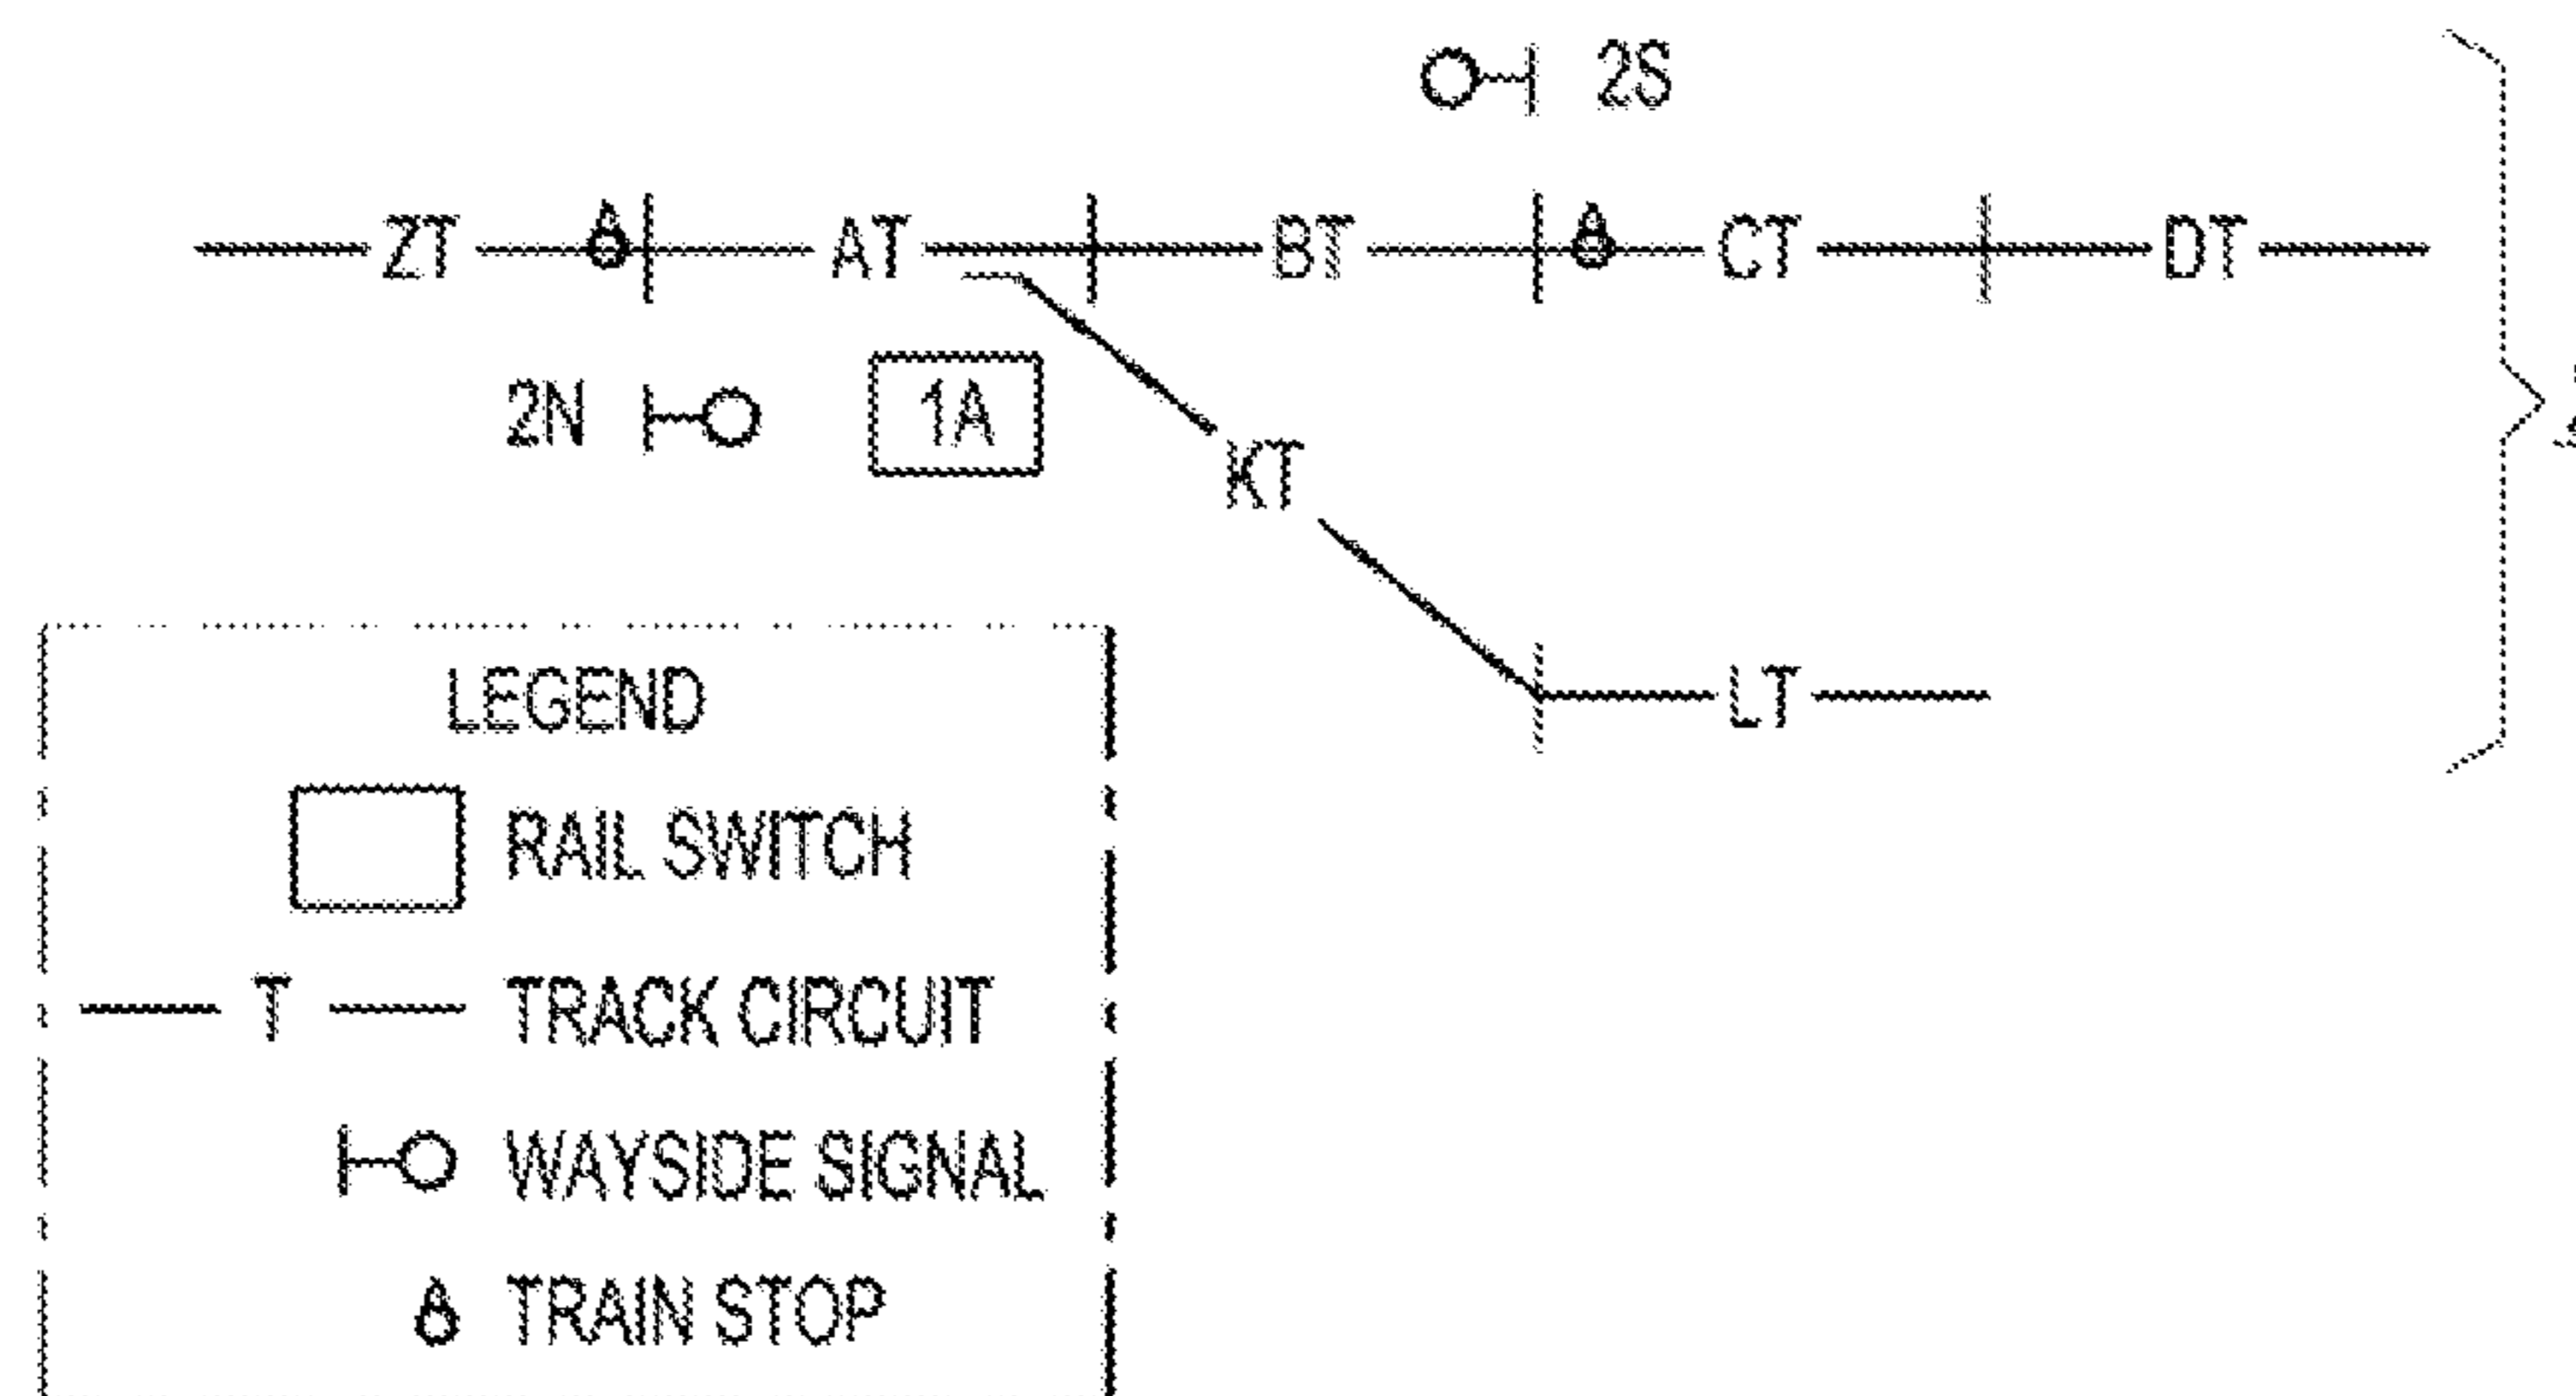 2S
ZT AT BT CT DT
2N 1A
KT
LT
LEGEND
RAIL SWITCH
T TRACK CIRCUIT
WAYSIDE SIGNAL
TRAIN STOP